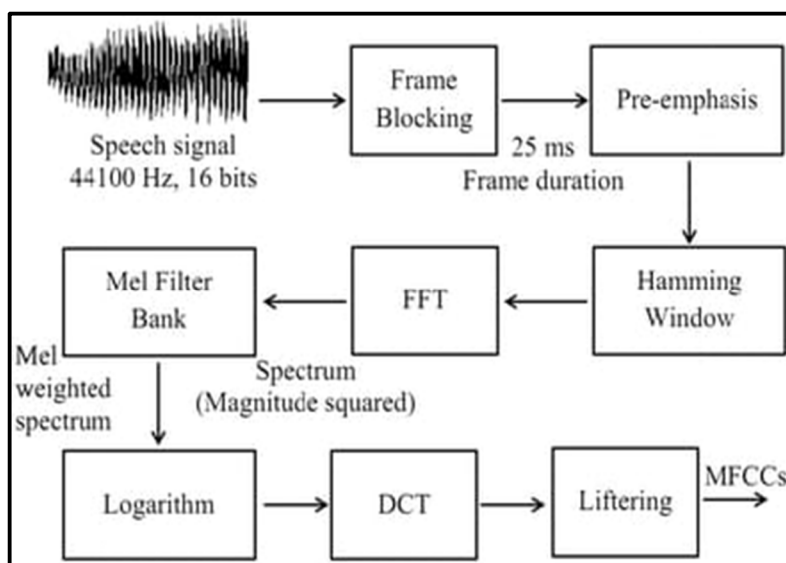 Speech signal
44100 Hz, 16 bits
Frame
Blocking
25 ms
Frame duration
Pre-emphasis
Hamming
Window
FFT
Spectrum
(Magnitude squared)
Mel Filter
Bank
Mel
weighted
spectrum
Logarithm
DCT
Liftering
MFCCs